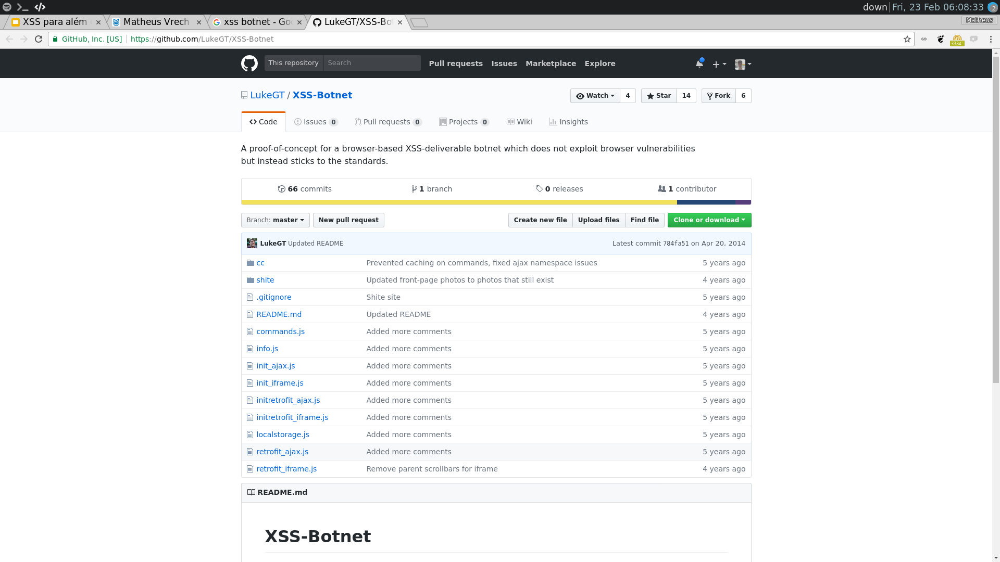 down Fri, 23 Feb 06:08:33 2
XSS para além
Matheus Vrech
xss botnet - Go
LukeGT/XSS-Bo
Matheus
GitHub, Inc. [US] https://github.com/LukeGT/XSS-Botnet
3334
This repository Search Pull requests Issues Marketplace Explore
LukeGT / XSS-Botnet
Watch 4 Star 14 Fork 6
Code Issues 0 Pull requests 0 Projects 0 Wiki Insights
A proof-of-concept for a browser-based XSS-deliverable botnet which does not exploit browser vulnerabilities
but instead sticks to the standards.
66 commits 1 branch 0 releases 1 contributor
Branch: master New pull request Create new file Upload files Find file Clone or download
LukeGT Updated README Latest commit 784fa51 on Apr 20, 2014
cc Prevented caching on commands, fixed ajax namespace issues 5 years ago
shite Updated front-page photos to photos that still exist 4 years ago
.gitignore Shite site 5 years ago
README.md Updated README 4 years ago
commands.js Added more comments 5 years ago
info.js Added more comments 5 years ago
init_ajax.js Added more comments 5 years ago
init_iframe.js Added more comments 5 years ago
initretrofit_ajax.js Added more comments 5 years ago
initretrofit_iframe.js Added more comments 5 years ago
localstorage.js Added more comments 5 years ago
retrofit_ajax.js Added more comments 5 years ago
retrofit_iframe.js Remove parent scrollbars for iframe 4 years ago
README.md
XSS-Botnet